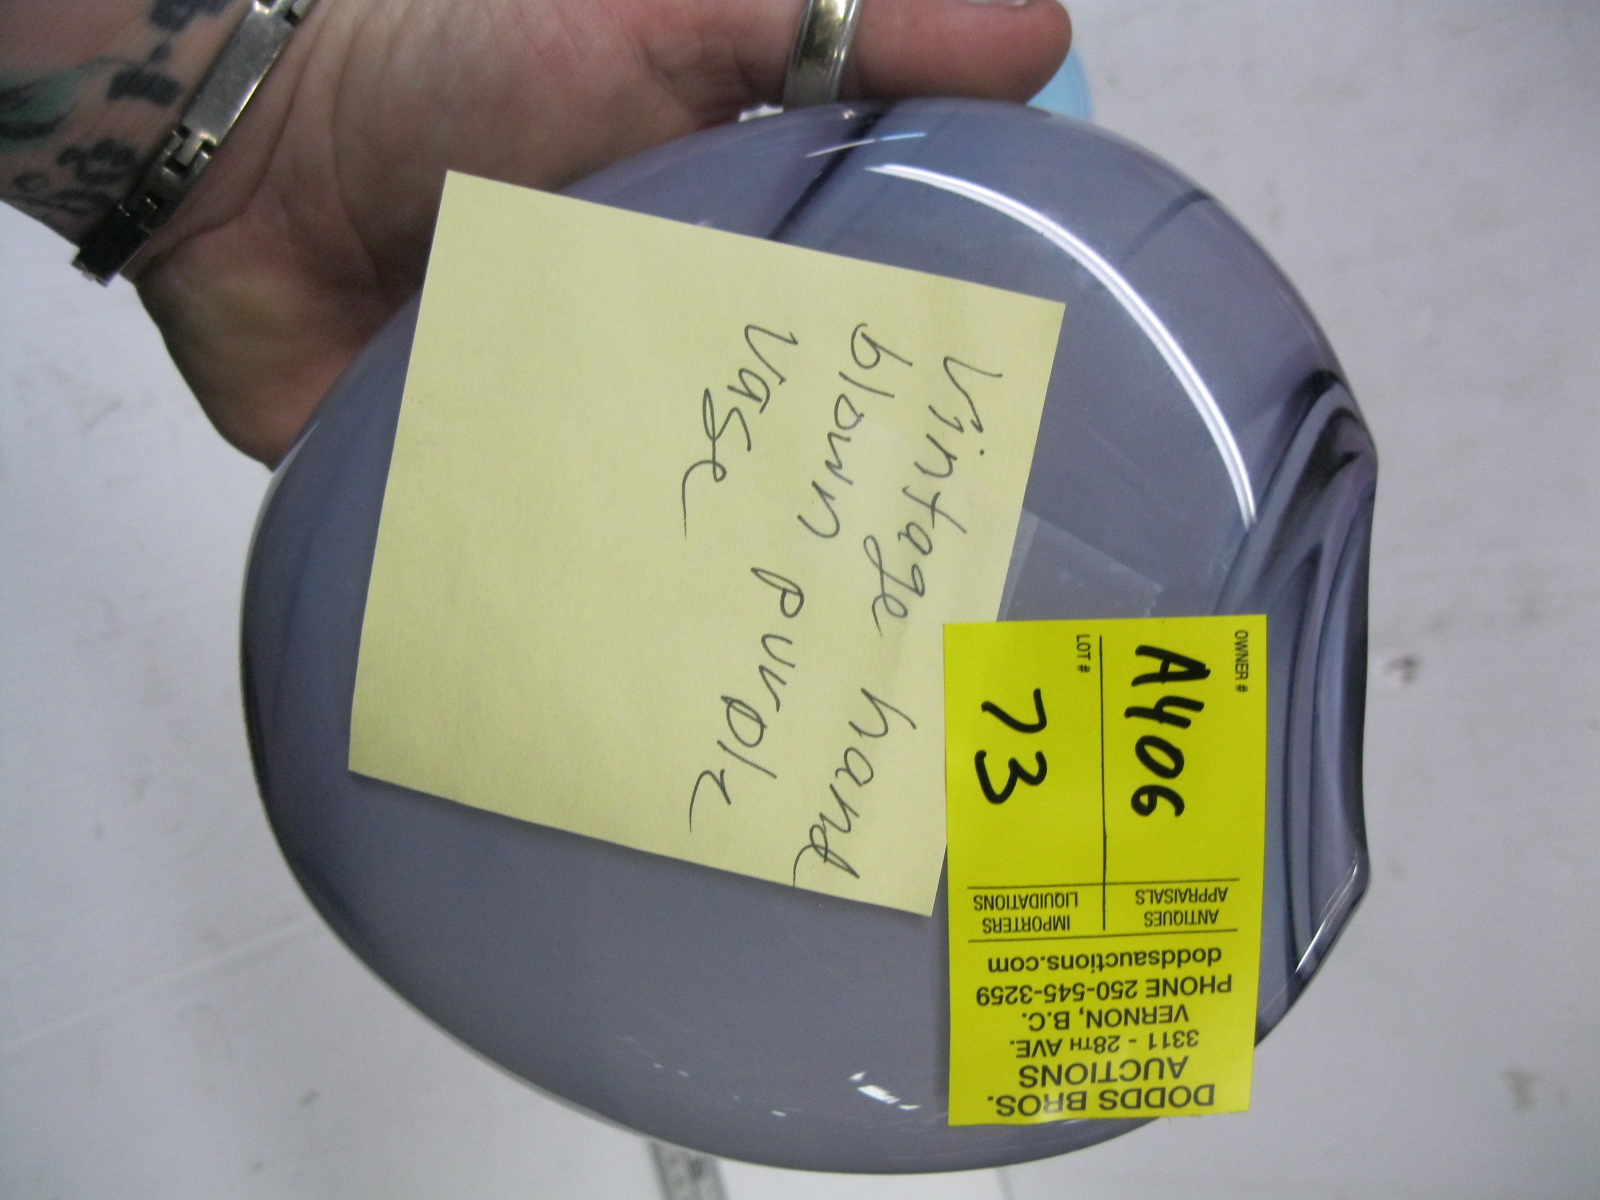 Vintage hand
blown purple
vase
OWNER #
A406
LOT #
73
ANTIQUES
APPRAISALS
IMPORTERS
LIQUIDATIONS
DODDS BROS.
AUCTIONS
3311 - 28TH AVE.
VERNON, B.C.
PHONE 250-545-3259
doddsauctions.com